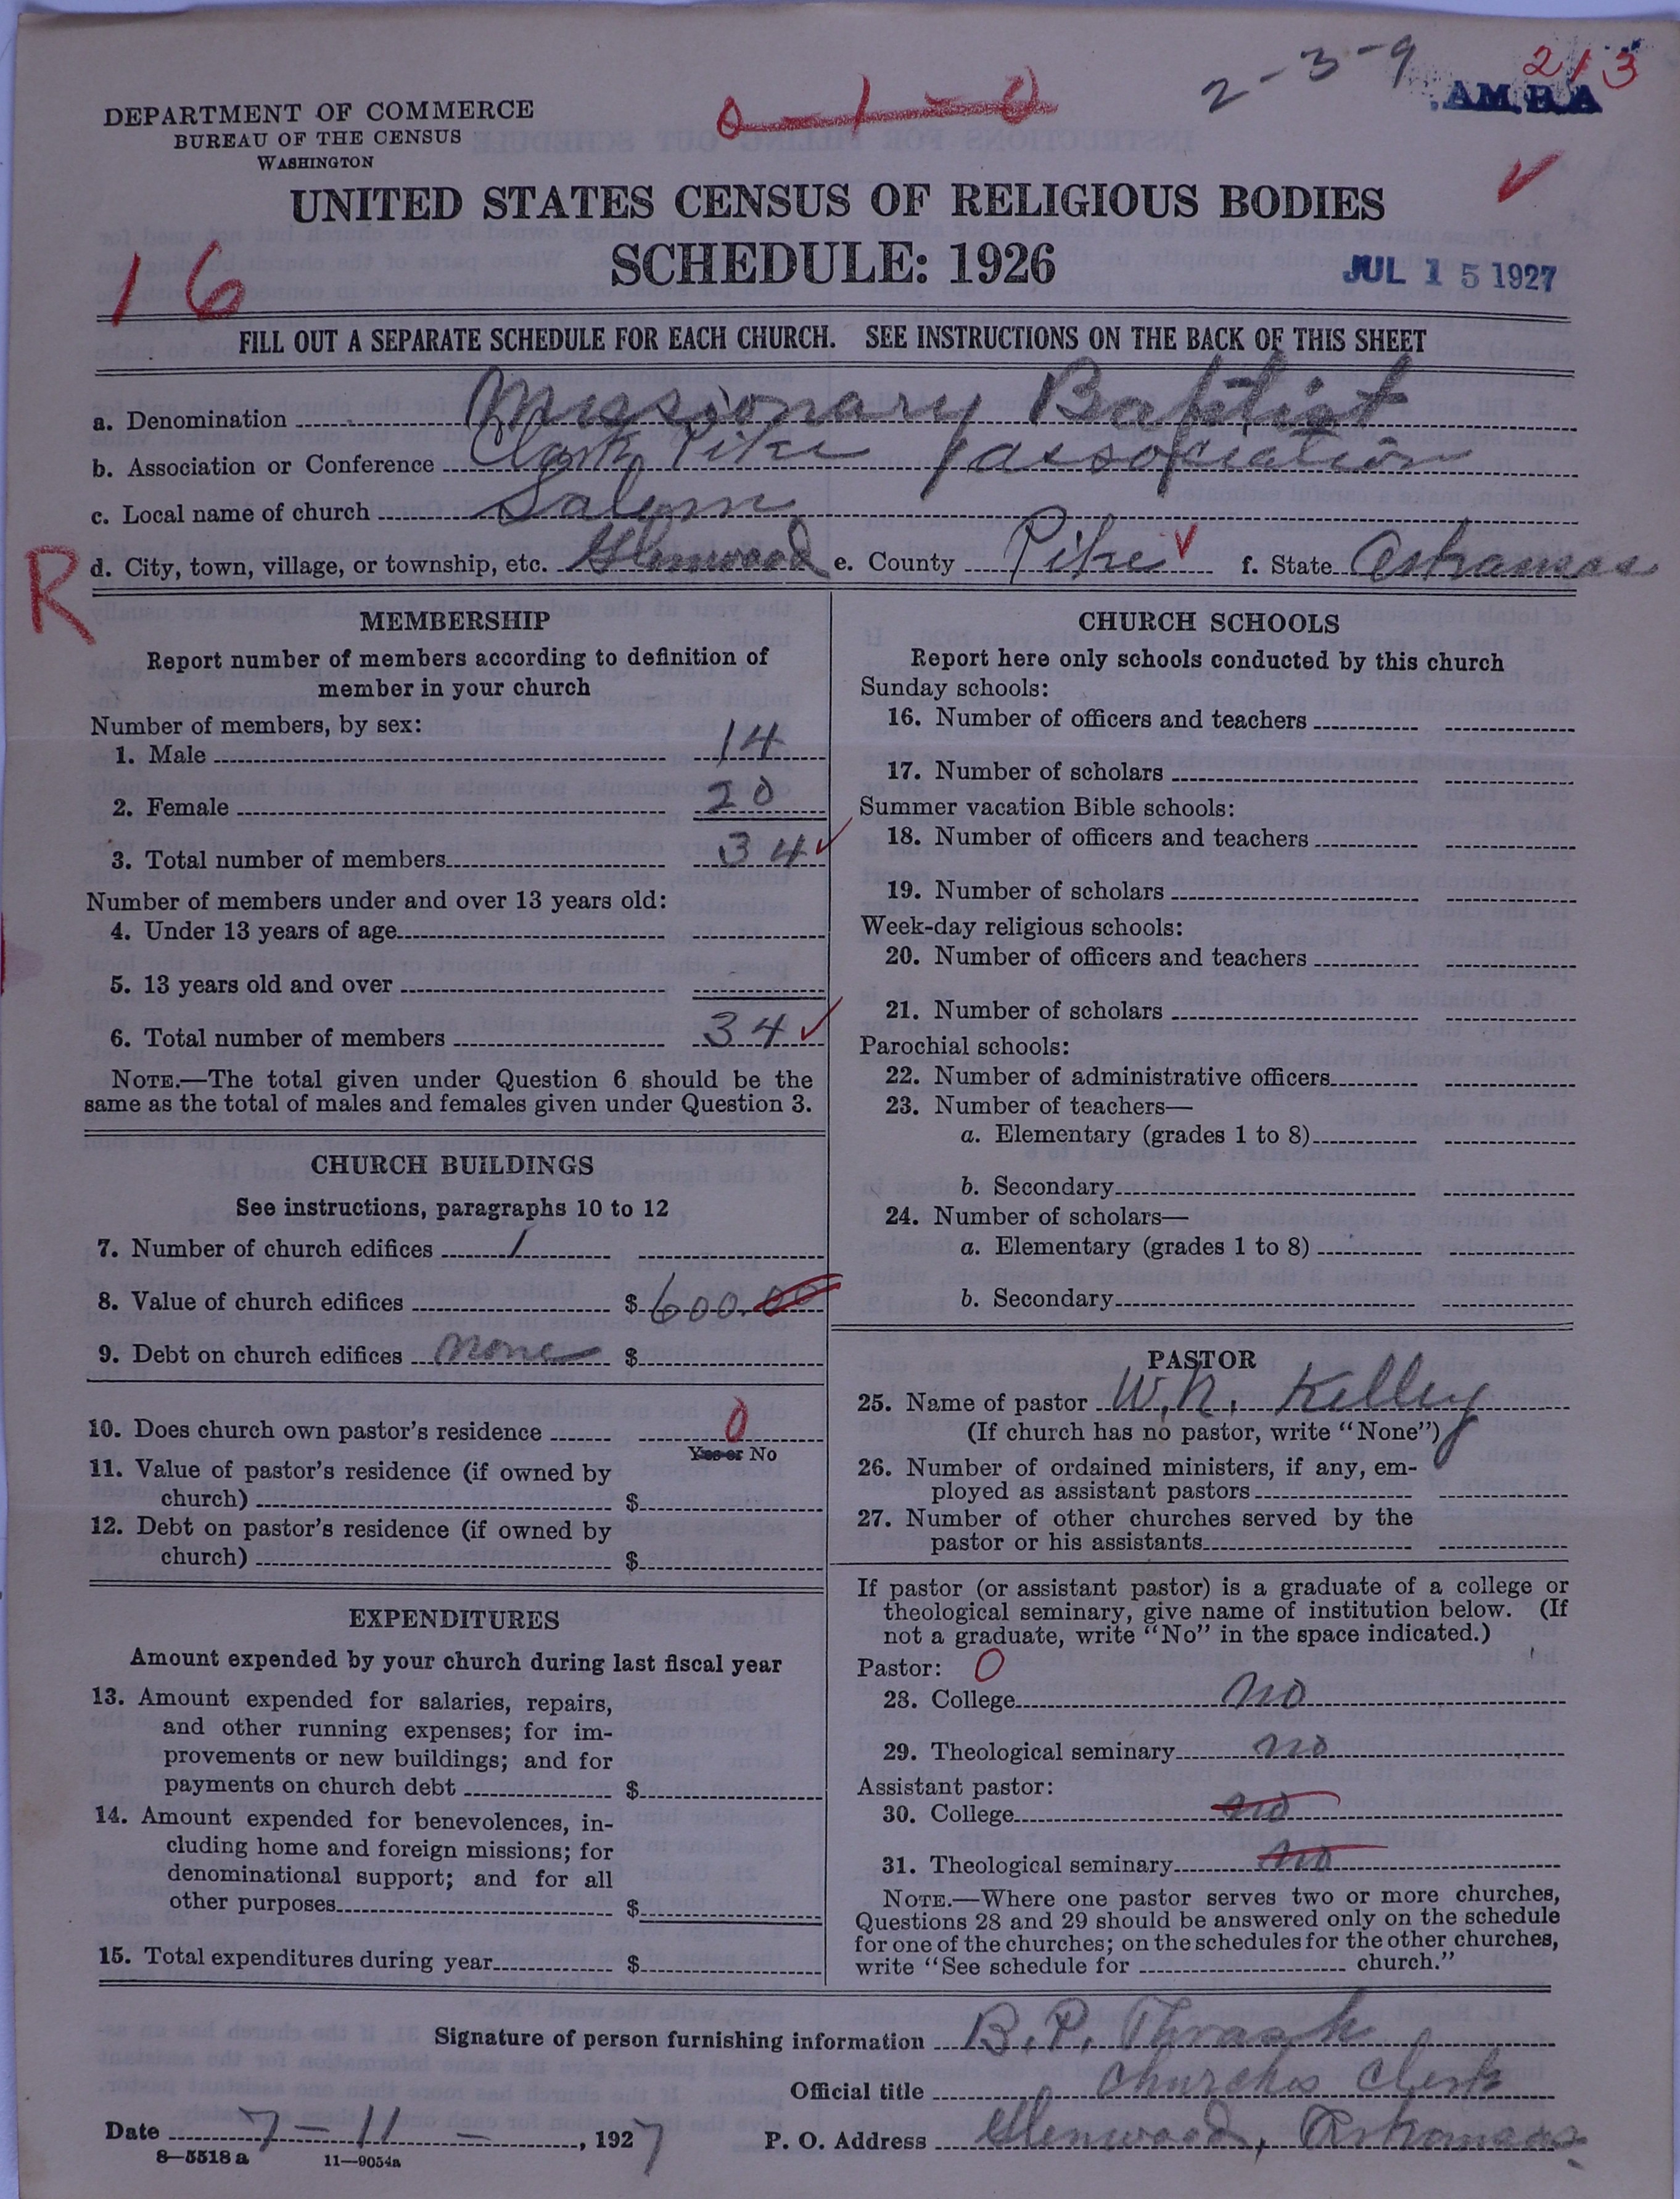 2-3-9
213
AM. B. A
0-1-0
DEPARTMENT OF COMMERCE
BUREAU OF THE CENSUS
WASHINGTON
UNITED STATES CENSUS OF RELIGIOUS BODIES
SCHEDULE: 1926
16
JUL 15 1927
FILL OUT A SEPARATE SCHEDULE FOR EACH CHURCH. SEE INSTRUCTIONS ON THE BACK OF THIS SHEET
a. Denomination Missionary Baptist
b. Association or Conference Clark Pike association
c. Local name of church Salem
R
d. City, town, village, or township, etc. Glenwood e. County Pike f. State Arkansas
MEMBERSHIP
Report number of members according to definition of
member in your church
Number of members, by sex:
1. Male 14
2. Female 20
3. Total number of members 34
Number of members under and over 13 years old:
4. Under 13 years of age
5. 13 years old and over
6. Total number of members 34
NOTE.—The total given under Question 6 should be the
same as the total of males and females given under Question 3.
CHURCH BUILDINGS
See instructions, paragraphs 10 to 12
7. Number of church edifices 1
8. Value of church edifices $ 600.00
9. Debt on church edifices none $
10. Does church own pastor's residence 0
Yes or No
11. Value of pastor's residence (if owned by
church) $
12. Debt on pastor's residence (if owned by
church) $
EXPENDITURES
Amount expended by your church during last fiscal year
13. Amount expended for salaries, repairs,
and other running expenses; for im-
provements or new buildings; and for
payments on church debt $
14. Amount expended for benevolences, in-
cluding home and foreign missions; for
denominational support; and for all
other purposes $
15. Total expenditures during year $
CHURCH SCHOOLS
Report here only schools conducted by this church
Sunday schools:
16. Number of officers and teachers
17. Number of scholars
Summer vacation Bible schools:
18. Number of officers and teachers
19. Number of scholars
Week-day religious schools:
20. Number of officers and teachers
21. Number of scholars
Parochial schools:
22. Number of administrative officers
23. Number of teachers—
a. Elementary (grades 1 to 8)
b. Secondary
24. Number of scholars—
a. Elementary (grades 1 to 8)
b. Secondary
PASTOR
25. Name of pastor W. N. Kelley
(If church has no pastor, write "None")
26. Number of ordained ministers, if any, em-
ployed as assistant pastors
27. Number of other churches served by the
pastor or his assistants
If pastor (or assistant pastor) is a graduate of a college or
theological seminary, give name of institution below. (If
not a graduate, write "No" in the space indicated.)
Pastor: 0
28. College no
29. Theological seminary no
Assistant pastor:
30. College no
31. Theological seminary no
NOTE.—Where one pastor serves two or more churches,
Questions 28 and 29 should be answered only on the schedule
for one of the churches; on the schedules for the other churches,
write "See schedule for church."
Signature of person furnishing information B. P. Thrash
Official title Churches Clerk
Date 7-11-, 1927 P. O. Address Glenwood, Arkansas.
8—5518 a 11—9054a